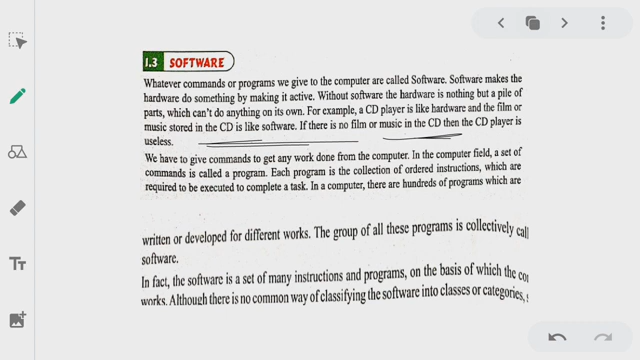 1.3 SOFTWARE
Whatever commands or programs we give to the computer are called Software. Software makes the
hardware do something by making it active. Without software the hardware is nothing but a pile of
parts, which can't do anything on its own. For example, a CD player is like hardware and the film or
music stored in the CD is like software. If there is no film or music in the CD then the CD player is
useless.
We have to give commands to get any work done from the computer. In the computer field, a set of
commands is called a program. Each program is the collection of ordered instructions, which are
required to be executed to complete a task. In a computer, there are hundreds of programs which are
written or developed for different works. The group of all these programs is collectively call
software.
In fact, the software is a set of many instructions and programs, on the basis of which the
works. Although there is no common way of classifying the software into classes or categories,
Tт